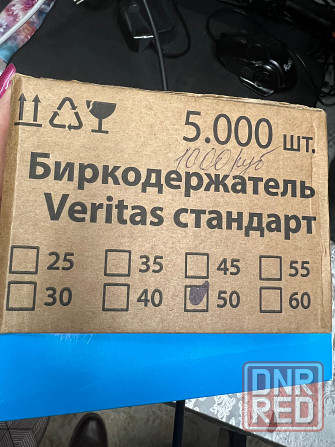 5.000 шт.
1000 руб
Биркодержатель
Veritas стандарт
25 35 45 55
30 40 50 60
DNR
RED